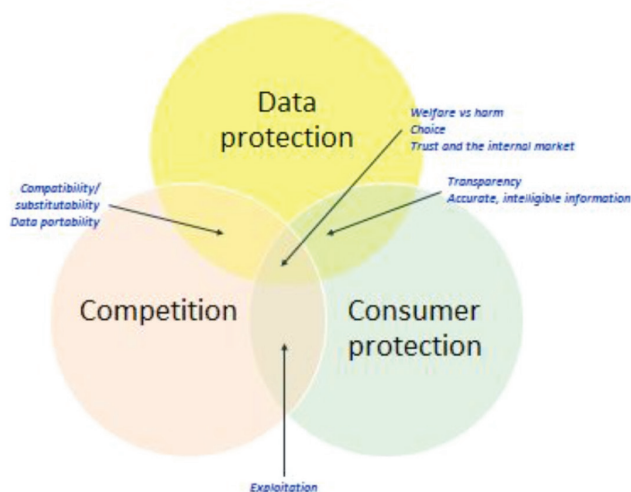 Data
protection
Welfare vs harm
Choice
Trust and the internal market
Compatibility/
substitutability
Data portability
Transparency
Accurate, intelligible information
Competition
Consumer
protection
Exploitation